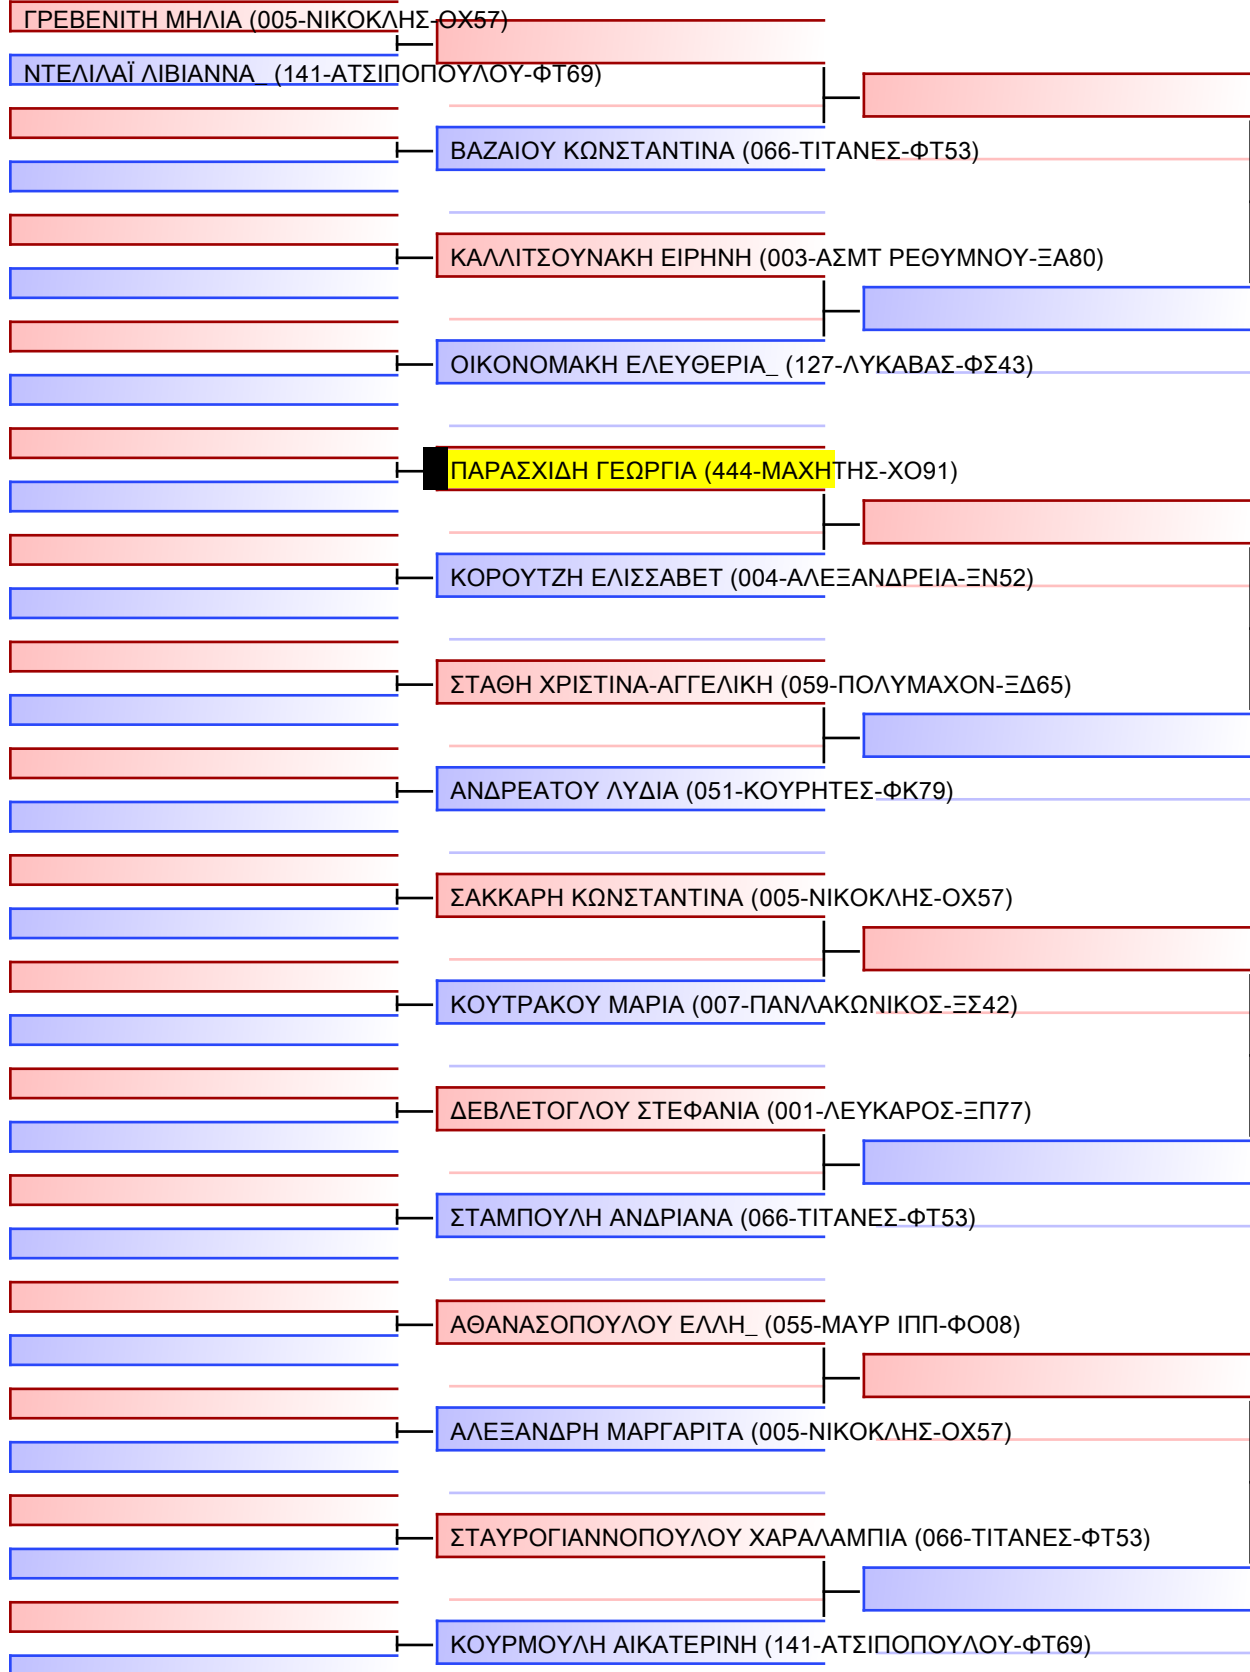 ΓΡΕΒΕΝΙΤΗ ΜΗΛΙΑ (005-ΝΙΚΟΚΛΗΣ-ΟΧ57)
ΝΤΕΛΙΛΑΪ ΛΙΒΙΑΝΝΑ_ (141-ΑΤΣΙΠΟΠΟΥΛΟΥ-ΦΤ69)
ΒΑΖΑΙΟΥ ΚΩΝΣΤΑΝΤΙΝΑ (066-ΤΙΤΑΝΕΣ-ΦΤ53)
ΚΑΛΛΙΤΣΟΥΝΑΚΗ ΕΙΡΗΝΗ (003-ΑΣΜΤ ΡΕΘΥΜΝΟΥ-ΞΑ80)
ΟΙΚΟΝΟΜΑΚΗ ΕΛΕΥΘΕΡΙΑ_ (127-ΛΥΚΑΒΑΣ-ΦΣ43)
ΠΑΡΑΣΧΙΔΗ ΓΕΩΡΓΙΑ (444-ΜΑΧΗΤΗΣ-ΧΟ91)
ΚΟΡΟΥΤΖΗ ΕΛΙΣΣΑΒΕΤ (004-ΑΛΕΞΑΝΔΡΕΙΑ-ΞΝ52)
ΣΤΑΘΗ ΧΡΙΣΤΙΝΑ-ΑΓΓΕΛΙΚΗ (059-ΠΟΛΥΜΑΧΟΝ-ΞΔ65)
ΑΝΔΡΕΑΤΟΥ ΛΥΔΙΑ (051-ΚΟΥΡΗΤΕΣ-ΦΚ79)
ΣΑΚΚΑΡΗ ΚΩΝΣΤΑΝΤΙΝΑ (005-ΝΙΚΟΚΛΗΣ-ΟΧ57)
ΚΟΥΤΡΑΚΟΥ ΜΑΡΙΑ (007-ΠΑΝΛΑΚΩΝΙΚΟΣ-ΞΣ42)
ΔΕΒΛΕΤΟΓΛΟΥ ΣΤΕΦΑΝΙΑ (001-ΛΕΥΚΑΡΟΣ-ΞΠ77)
ΣΤΑΜΠΟΥΛΗ ΑΝΔΡΙΑΝΑ (066-ΤΙΤΑΝΕΣ-ΦΤ53)
ΑΘΑΝΑΣΟΠΟΥΛΟΥ ΕΛΛΗ_ (055-ΜΑΥΡ ΙΠΠ-ΦΟ08)
ΑΛΕΞΑΝΔΡΗ ΜΑΡΓΑΡΙΤΑ (005-ΝΙΚΟΚΛΗΣ-ΟΧ57)
ΣΤΑΥΡΟΓΙΑΝΝΟΠΟΥΛΟΥ ΧΑΡΑΛΑΜΠΙΑ (066-ΤΙΤΑΝΕΣ-ΦΤ53)
ΚΟΥΡΜΟΥΛΗ ΑΙΚΑΤΕΡΙΝΗ (141-ΑΤΣΙΠΟΠΟΥΛΟΥ-ΦΤ69)